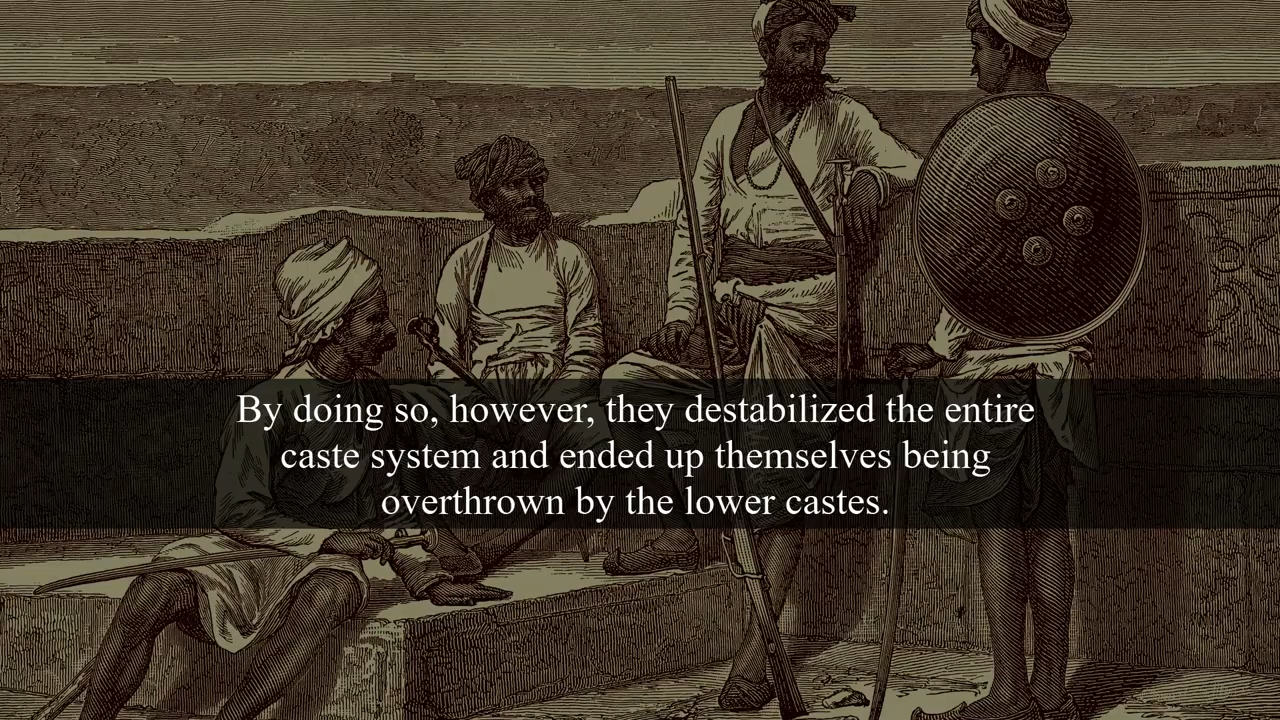 By doing so, however, they destabilized the entire
caste system and ended up themselves being
overthrown by the lower castes.